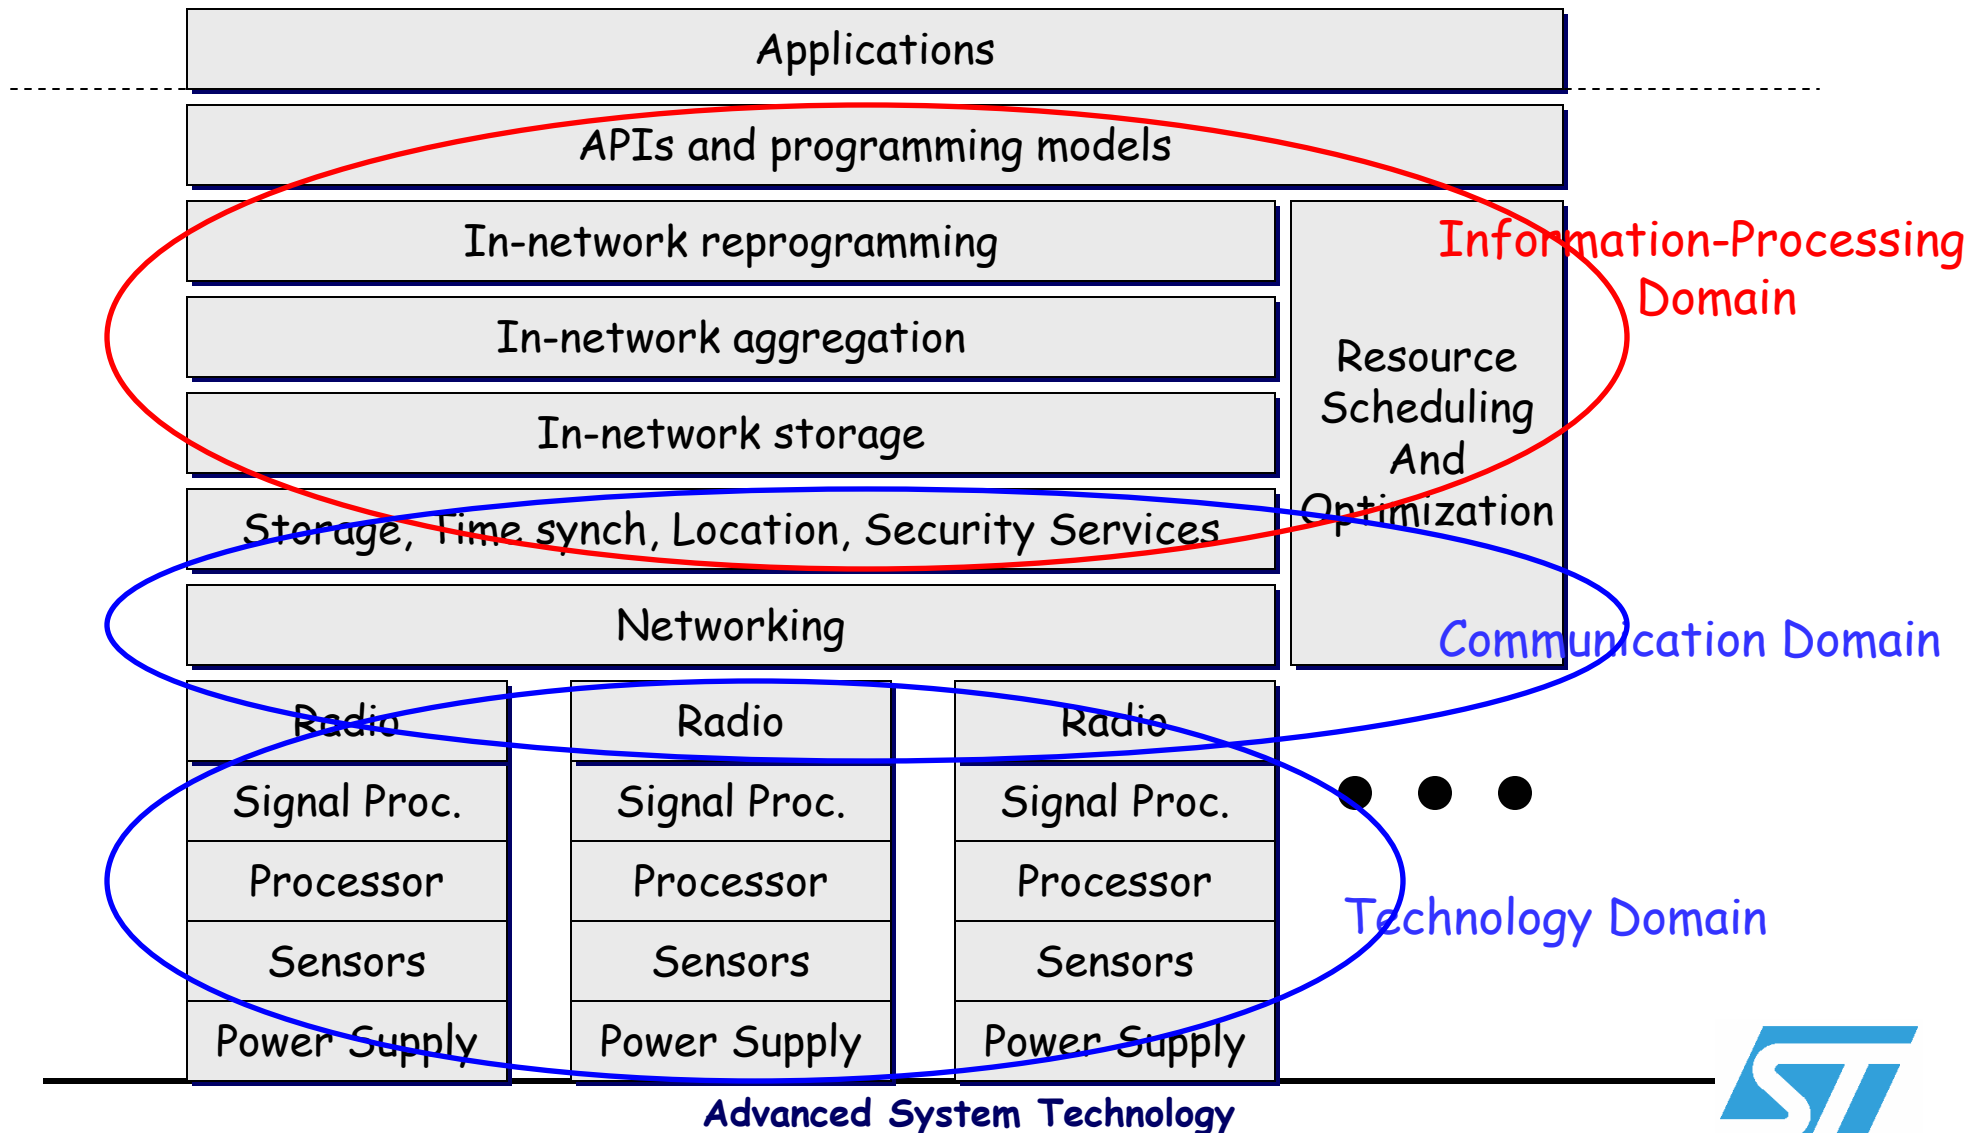 Applications
APIs and programming models
In-network reprogramming
Information-Processing
Domain
In-network aggregation
In-network storage
Resource
Scheduling
And
Optimization
Storage, Time synch, Location, Security Services
Networking
Communication Domain
Radio
Radio
Radio
Signal Proc.
Signal Proc.
Signal Proc.
Processor
Processor
Processor
Technology Domain
Sensors
Sensors
Sensors
Power Supply
Power Supply
Power Supply
Advanced System Technology
ST